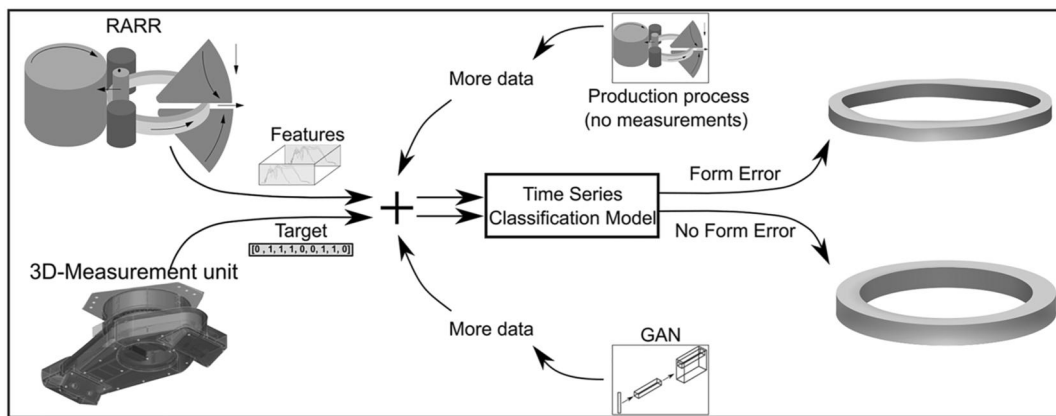 RARR
Features
Target
[0 , 1, 1, 1, 0, 0, 1, 1, 0]
3D-Measurement unit
More data
Production process
(no measurements)
Time Series
Classification Model
More data
GAN
Form Error
No Form Error